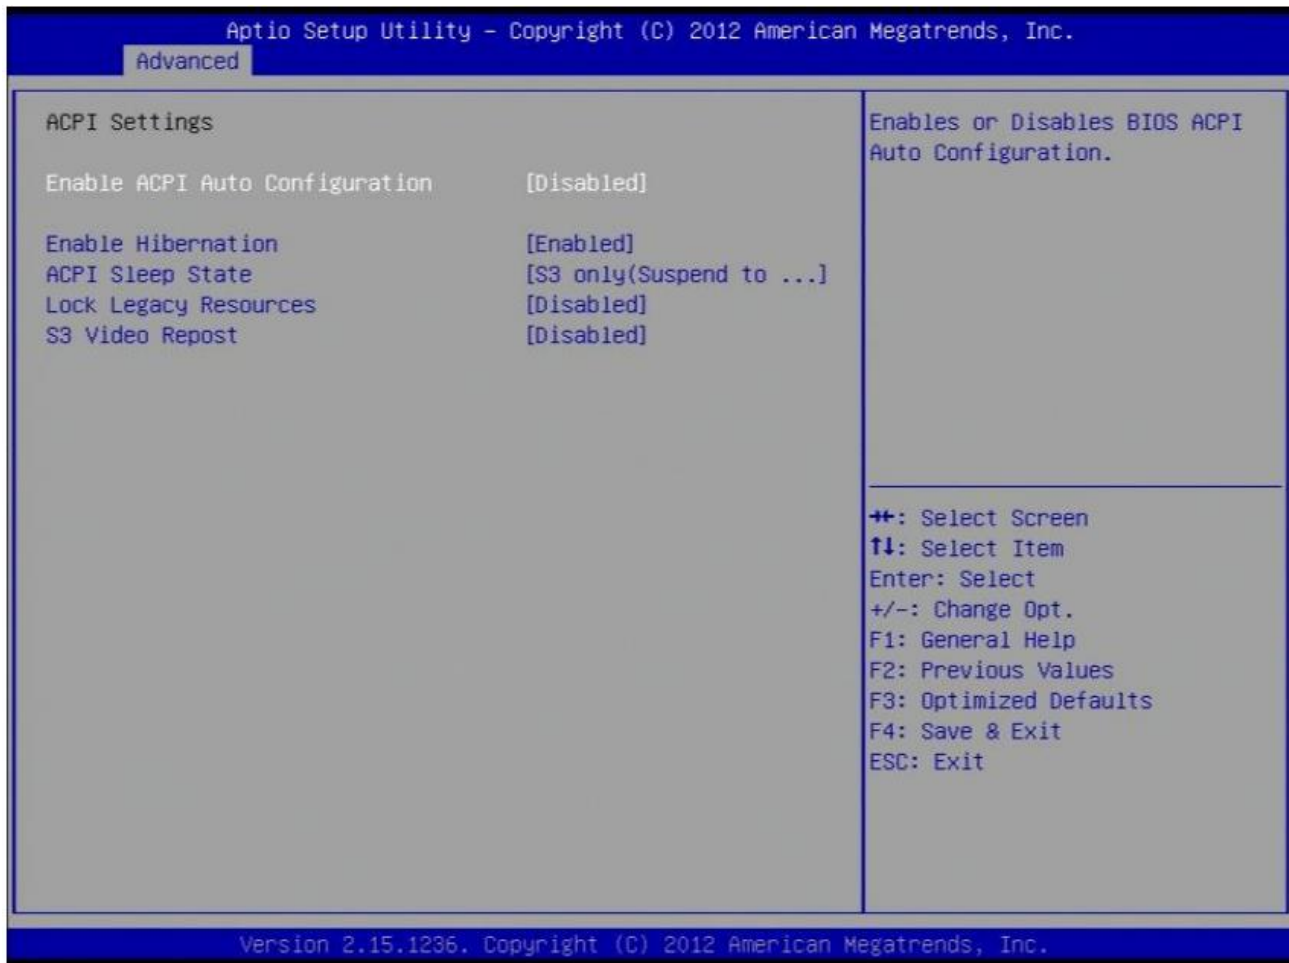 Aptio Setup Utility – Copyright (C) 2012 American Megatrends, Inc.
Advanced
ACPI Settings
Enable ACPI Auto Configuration [Disabled]
Enable Hibernation [Enabled]
ACPI Sleep State [S3 only(Suspend to ...]
Lock Legacy Resources [Disabled]
S3 Video Repost [Disabled]
Enables or Disables BIOS ACPI
Auto Configuration.
→←: Select Screen
↑↓: Select Item
Enter: Select
+/-: Change Opt.
F1: General Help
F2: Previous Values
F3: Optimized Defaults
F4: Save & Exit
ESC: Exit
Version 2.15.1236. Copyright (C) 2012 American Megatrends, Inc.